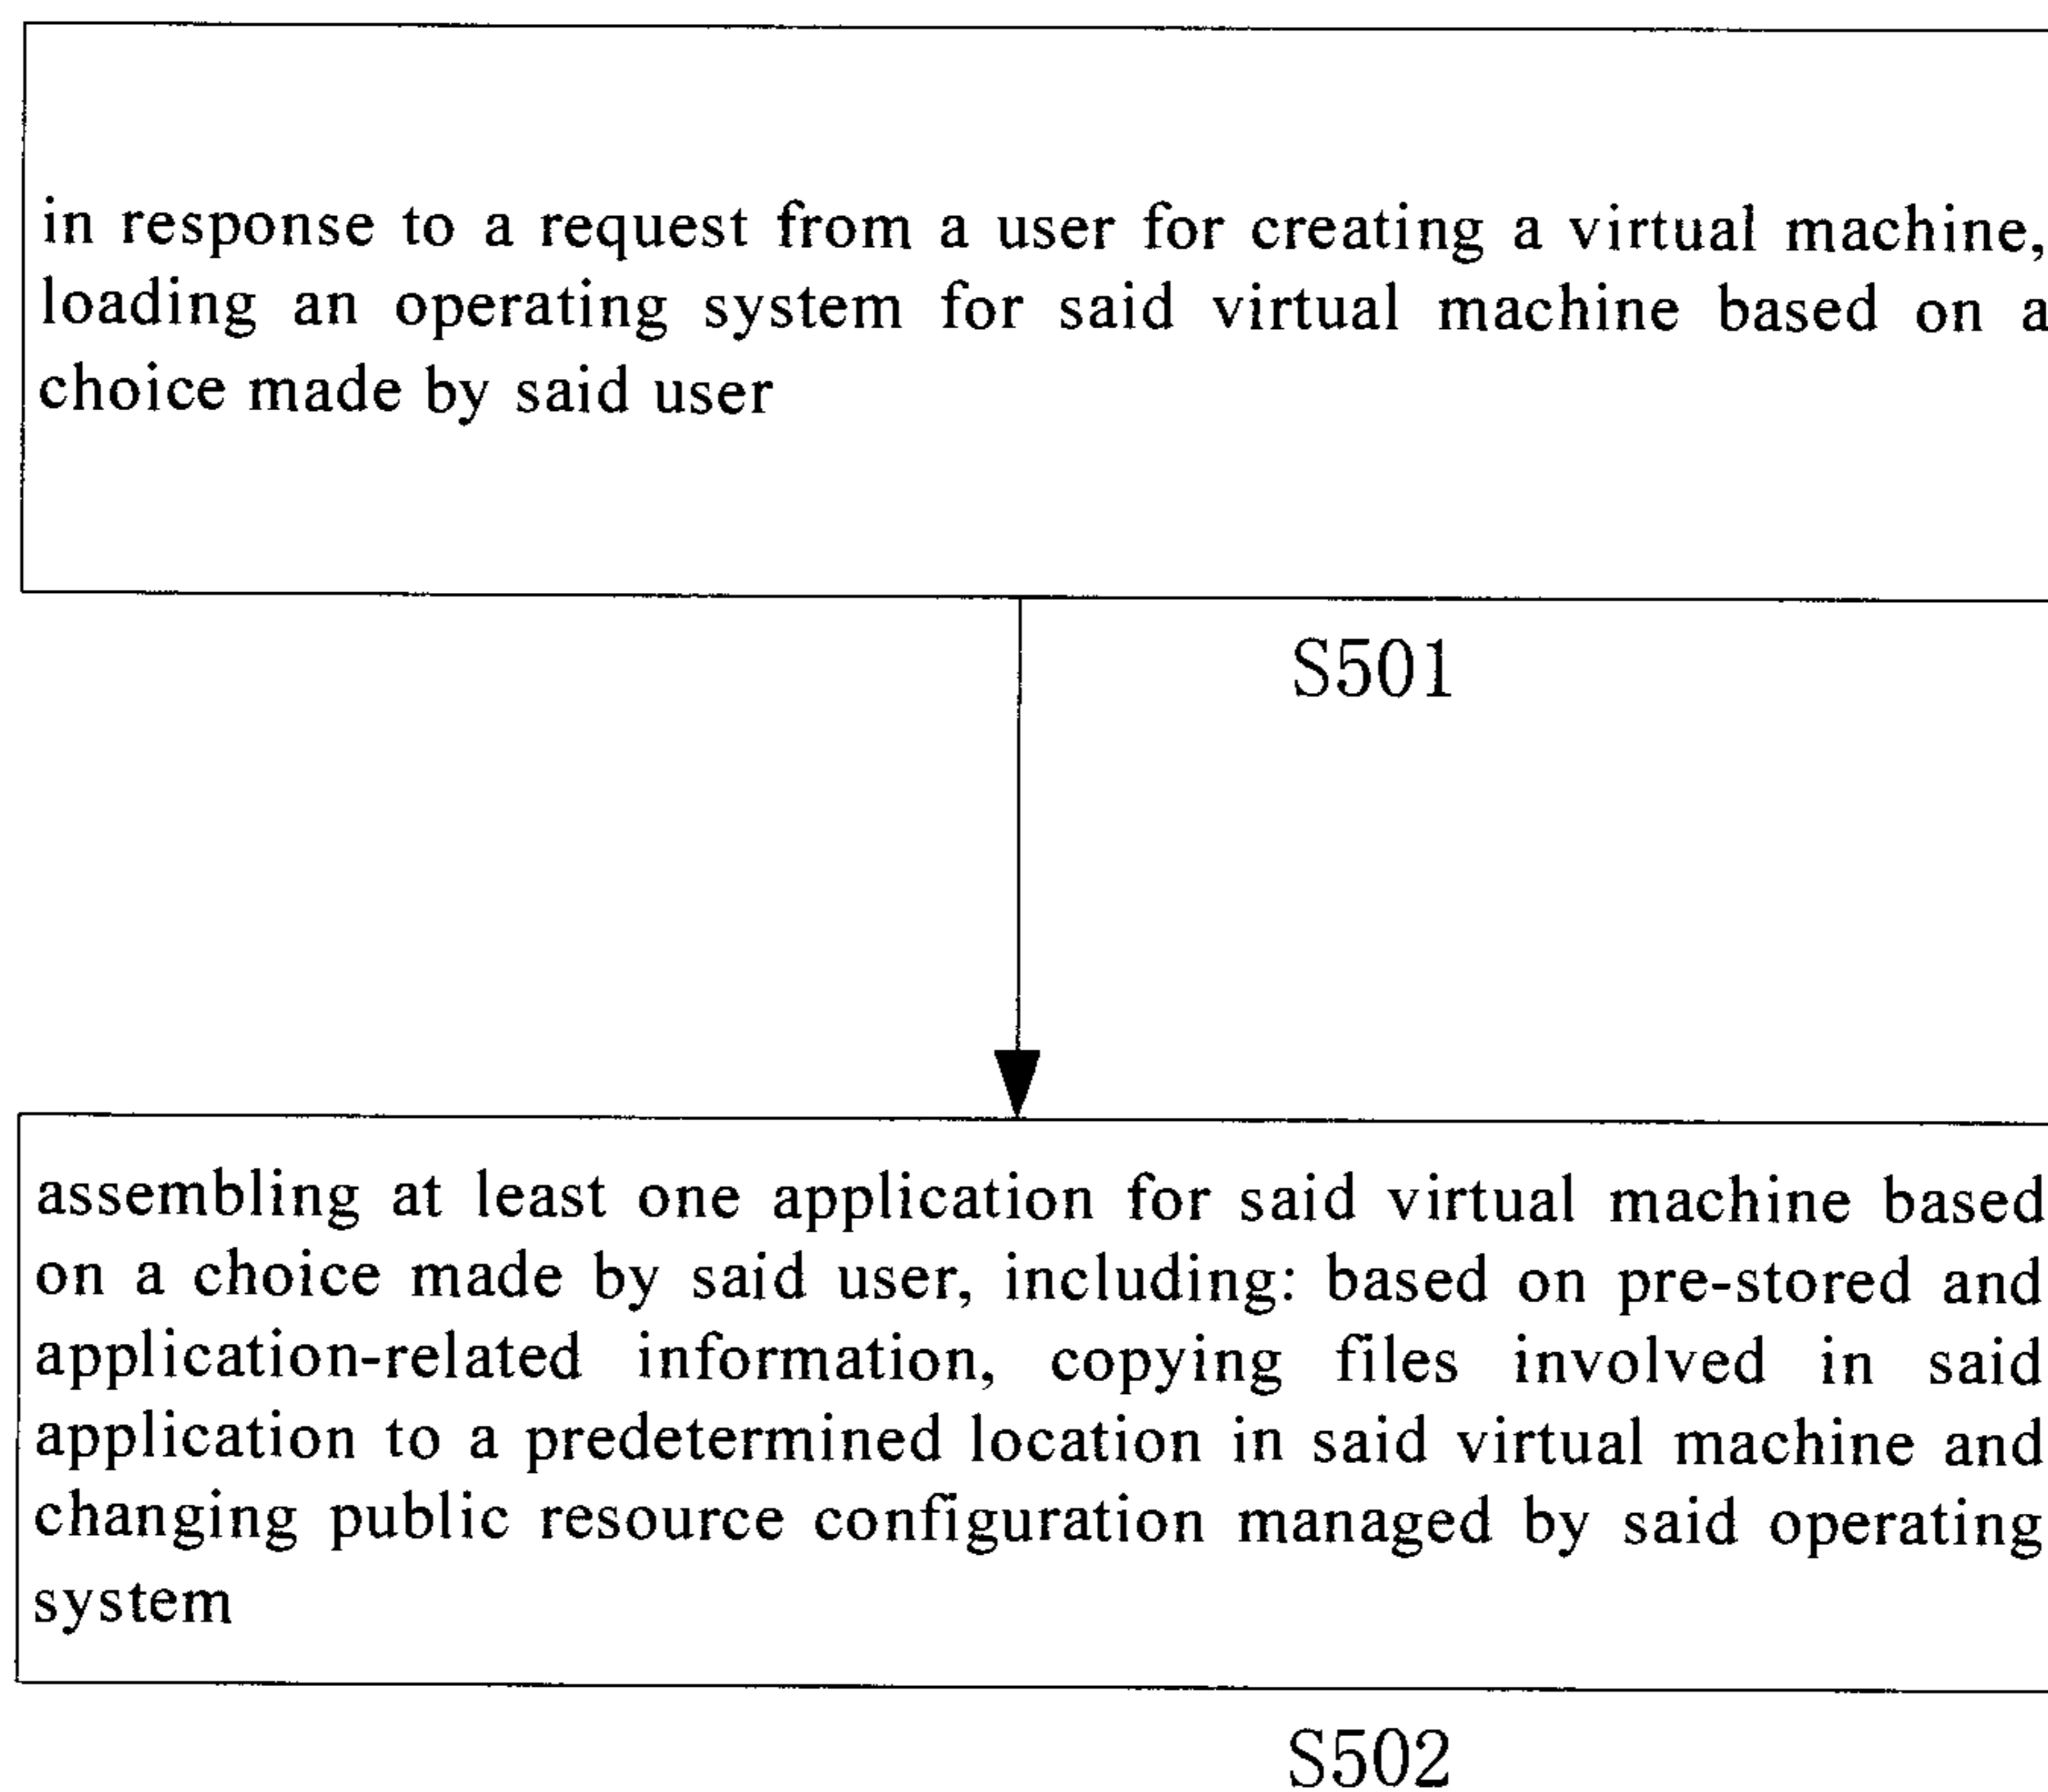 in response to a request from a user for creating a virtual machine,
loading an operating system for said virtual machine based on a
choice made by said user
S501
assembling at least one application for said virtual machine based
on a choice made by said user, including: based on pre-stored and
application-related information, copying files involved in said
application to a predetermined location in said virtual machine and
changing public resource configuration managed by said operating
system
S502